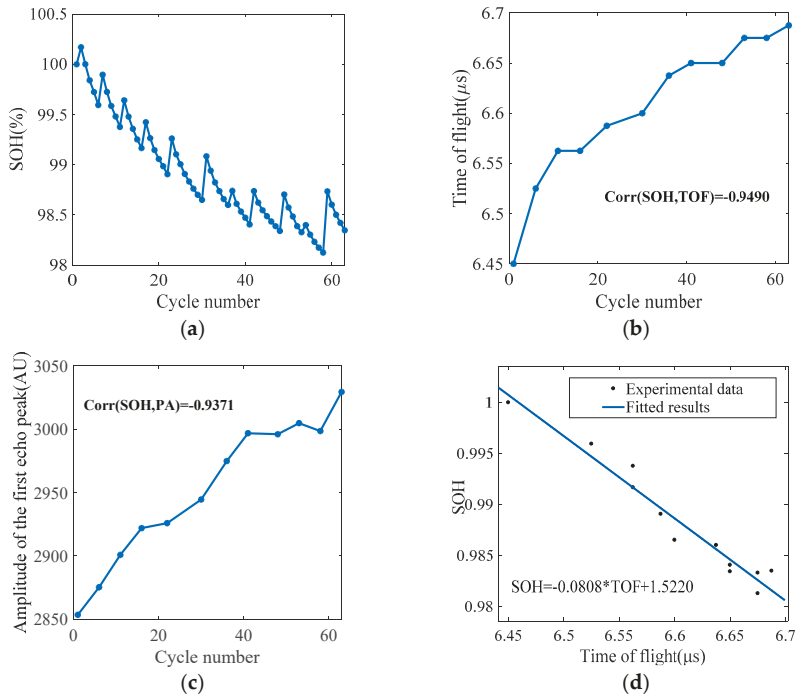 100.5
100
99.5
99
98.5
98
0
20
40
60
SOH(%)
Cycle number
(a)
6.7
6.65
6.6
6.55
6.5
6.45
0
20
40
60
Time of flight(μs)
Corr(SOH,TOF)=-0.9490
Cycle number
(b)
3050
3000
2950
2900
2850
0
20
40
60
Amplitude of the first echo peak(AU)
Corr(SOH,PA)=-0.9371
Cycle number
(c)
Experimental data
Fitted results
1
0.995
0.99
0.985
0.98
6.45
6.5
6.55
6.6
6.65
6.7
SOH
SOH=-0.0808*TOF+1.5220
Time of flight(μs)
(d)